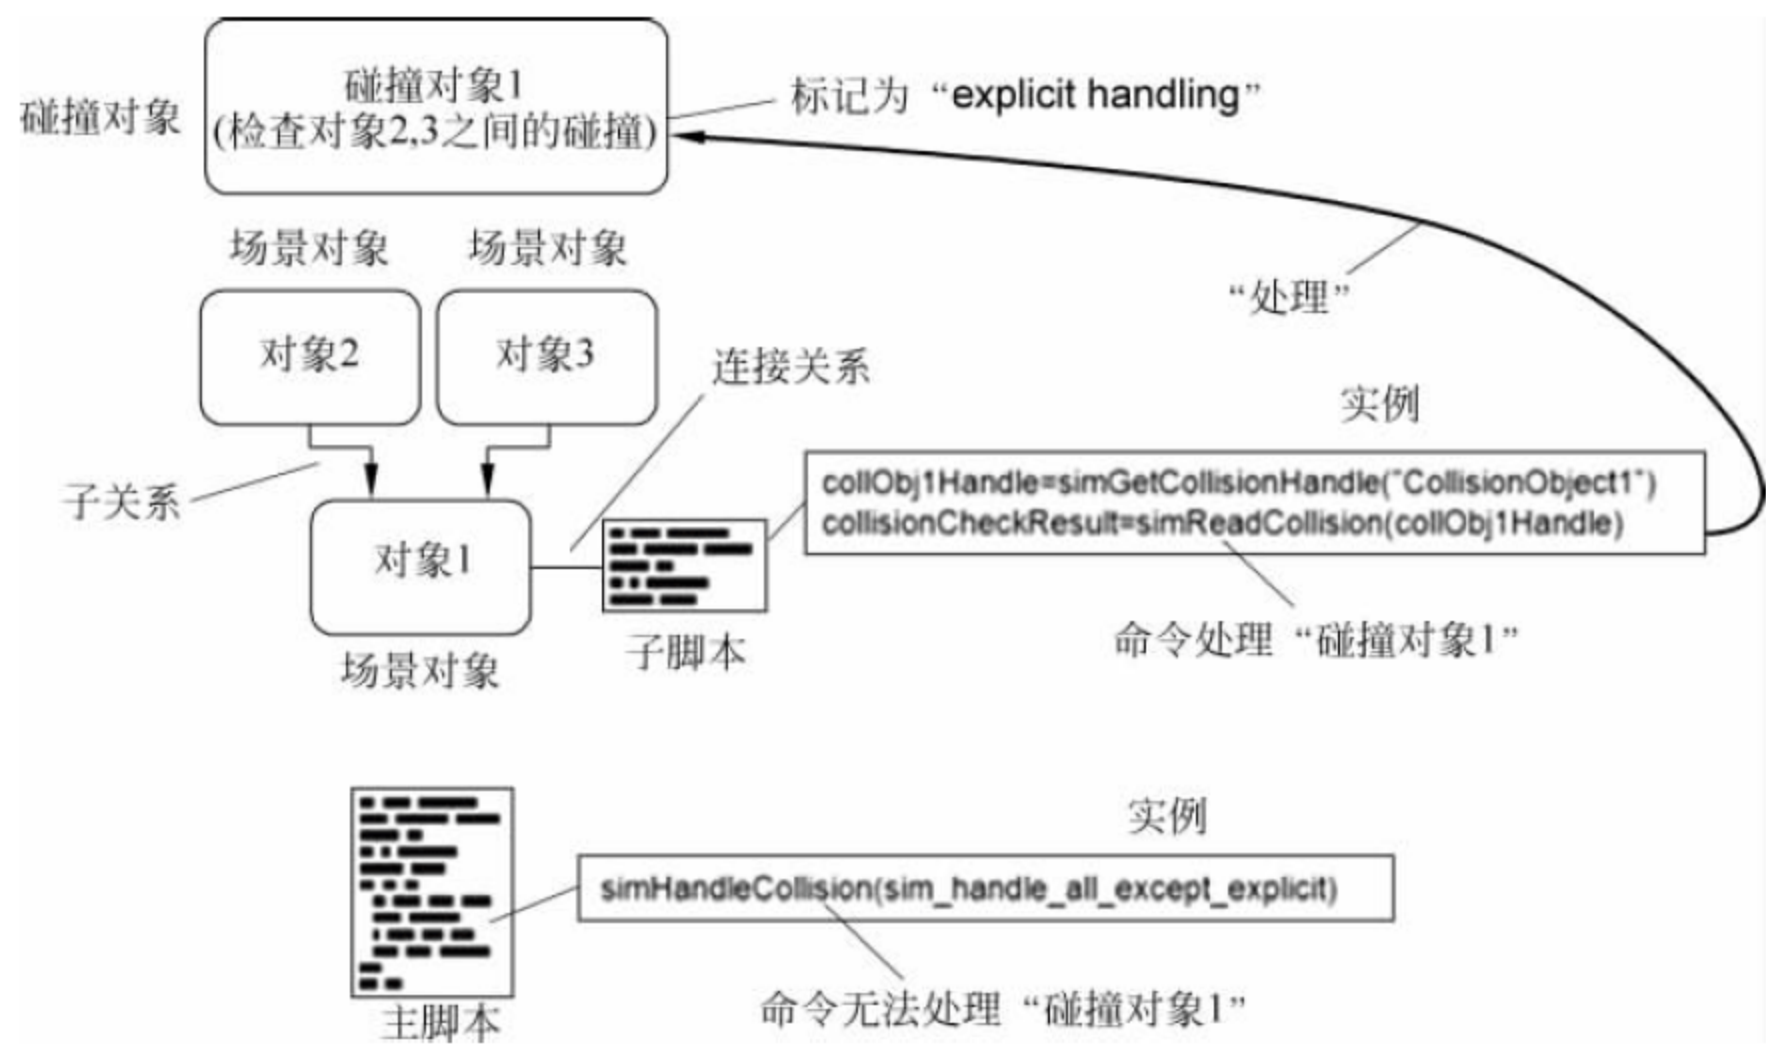 碰撞对象
碰撞对象1
(检查对象2,3之间的碰撞)
标记为 “explicit handling”
场景对象
场景对象
“处理”
对象2
对象3
连接关系
实例
子关系
collObj1Handle=simGetCollisionHandle("CollisionObject1")
collisionCheckResult=simReadCollision(collObj1Handle)
对象1
子脚本
命令处理 “碰撞对象1”
场景对象
实例
simHandleCollision(sim_handle_all_except_explicit)
主脚本
命令无法处理 “碰撞对象1”